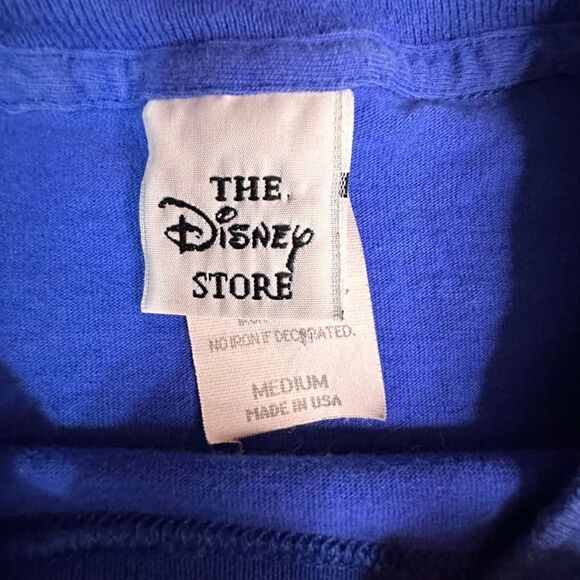 THE
Disney
STORE
NO IRON IF DECORATED.
MEDIUM
MADE IN USA